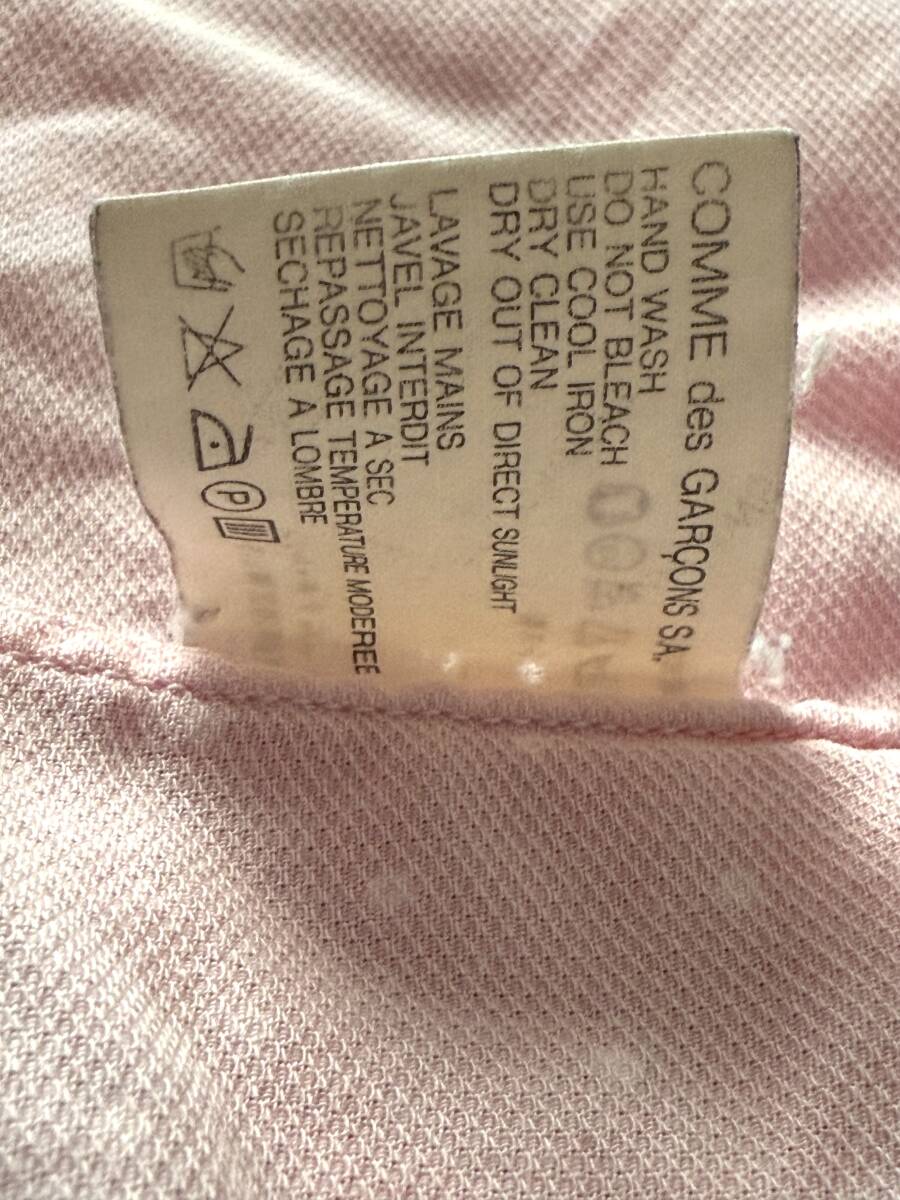 COMME des GARÇONS S.A.
HAND WASH
DO NOT BLEACH
USE COOL IRON
DRY CLEAN
DRY OUT OF DIRECT SUNLIGHT
LAVAGE MAINS
JAVEL INTERDIT
NETTOYAGE A SEC
REPASSAGE TEMPERATURE MODEREE
SECHAGE A LOMBRE
P